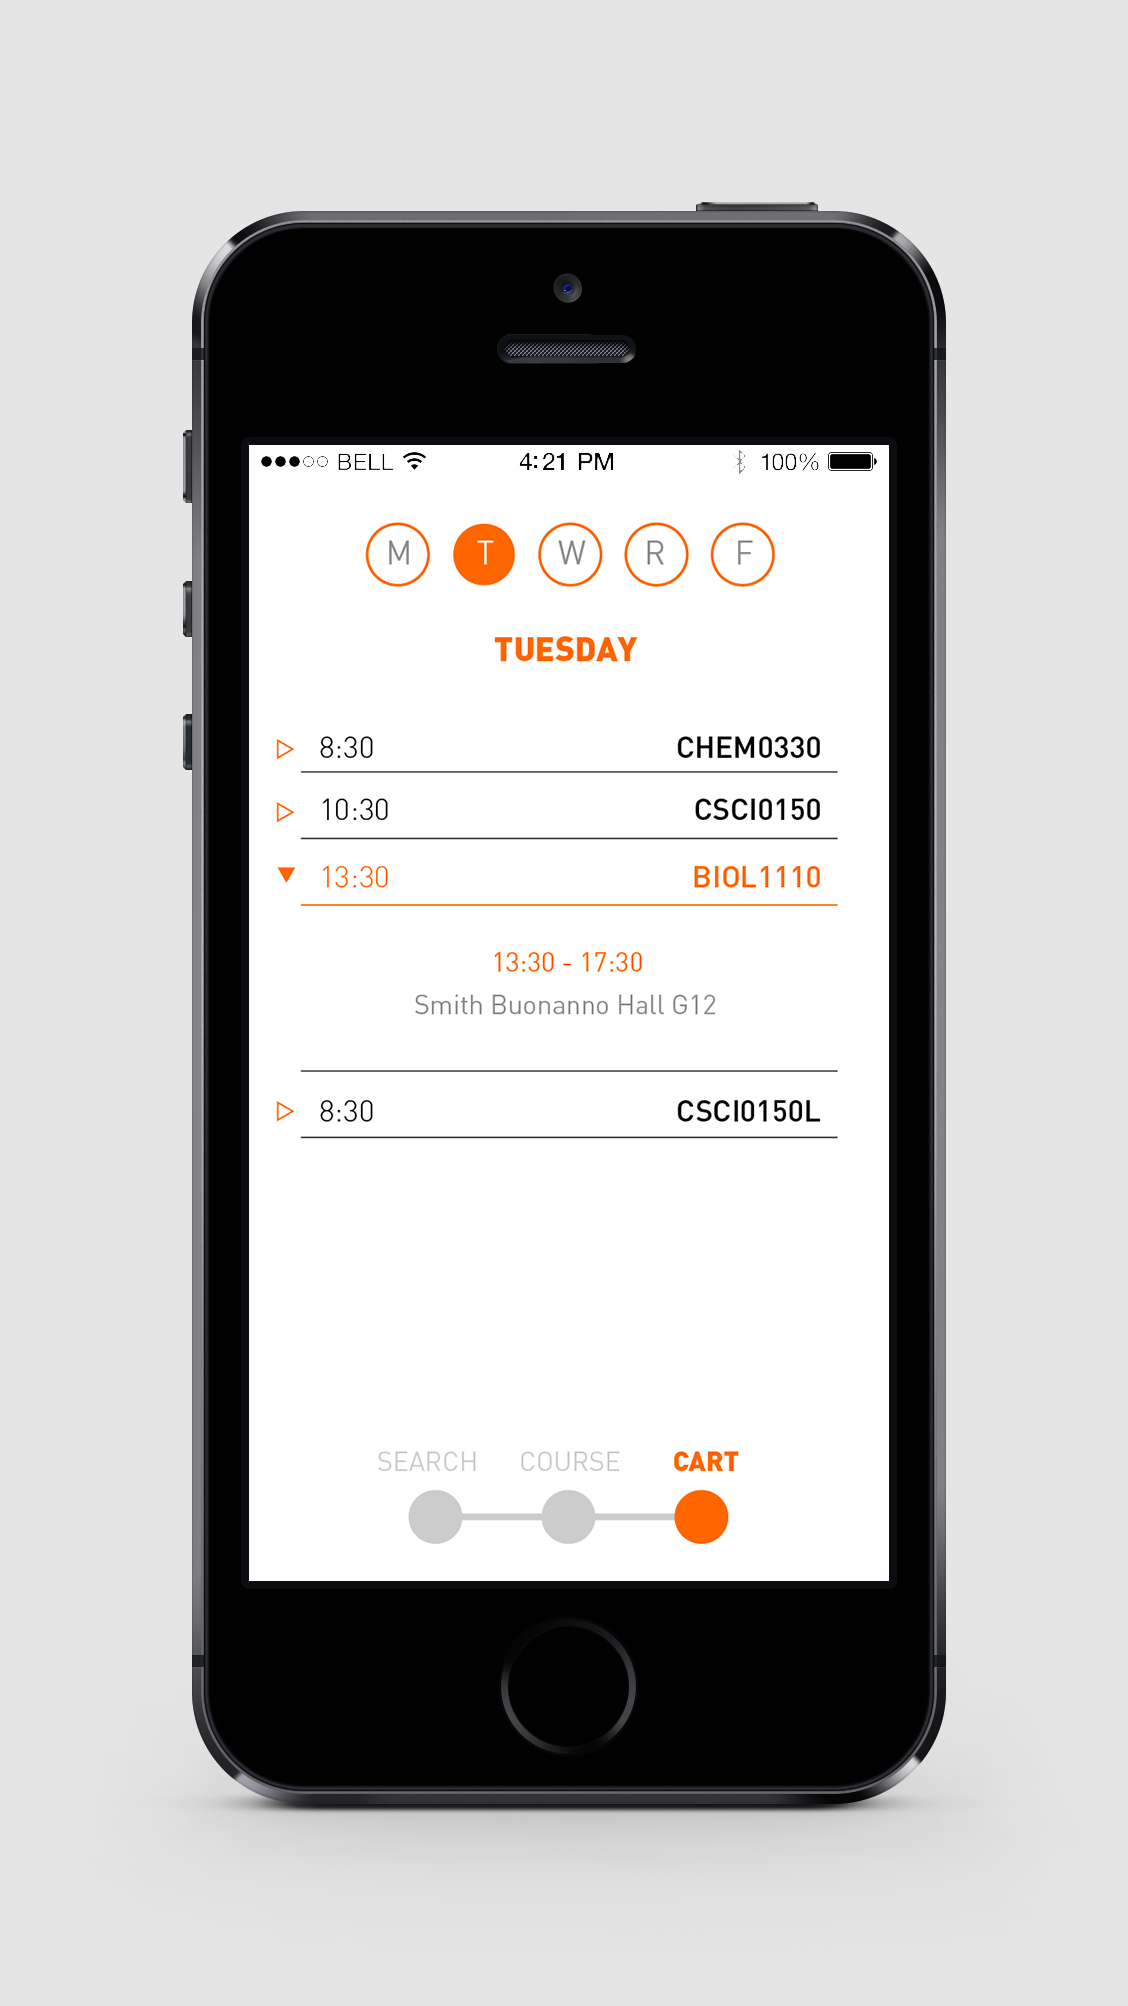 BELL 4:21 PM 100%
M T W R F
TUESDAY
8:30 CHEM0330
10:30 CSCI0150
13:30 BIOL1110
13:30 - 17:30
Smith Buonanno Hall G12
8:30 CSCI0150L
SEARCH COURSE CART